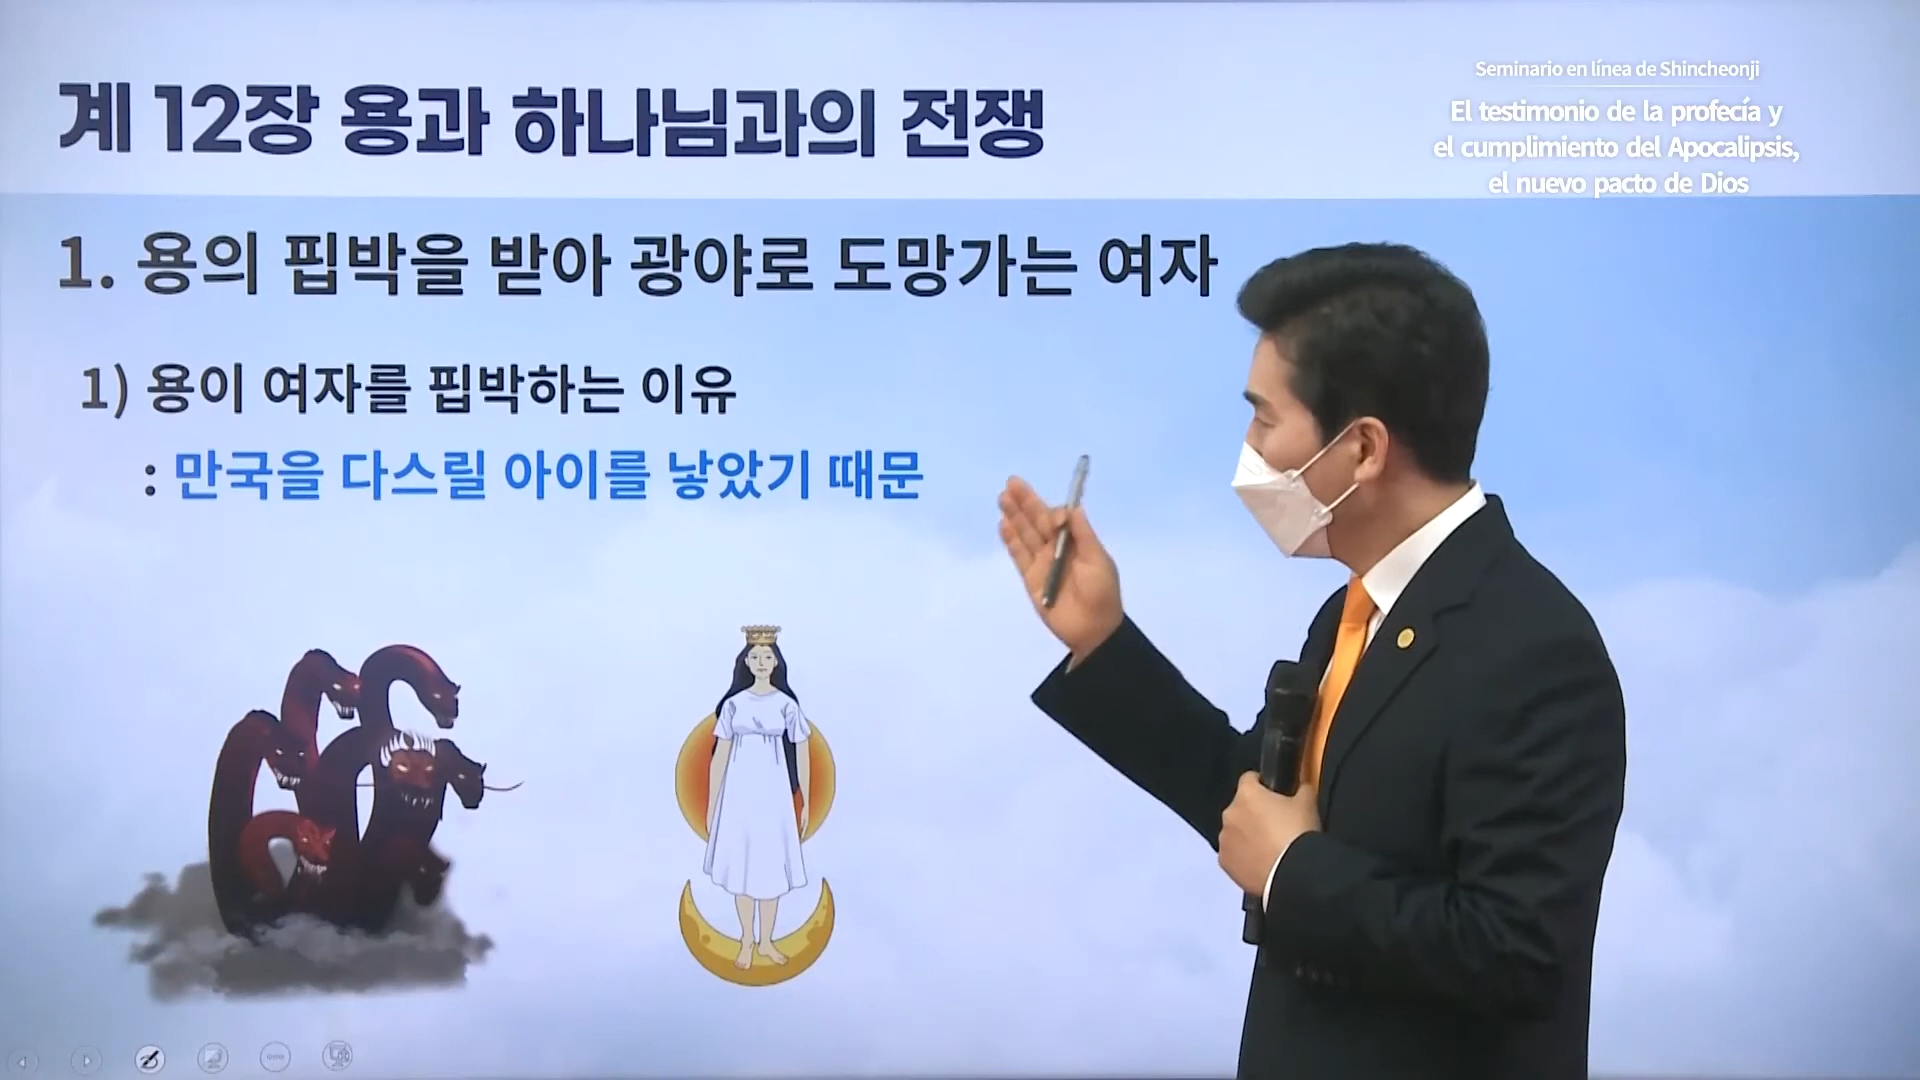 계 12장 용과 하나님과의 전쟁
Seminario en línea de Shincheonji
El testimonio de la profecía y
el cumplimiento del Apocalipsis,
el nuevo pacto de Dios
1. 용의 핍박을 받아 광야로 도망가는 여자
1) 용이 여자를 핍박하는 이유
: 만국을 다스릴 아이를 낳았기 때문